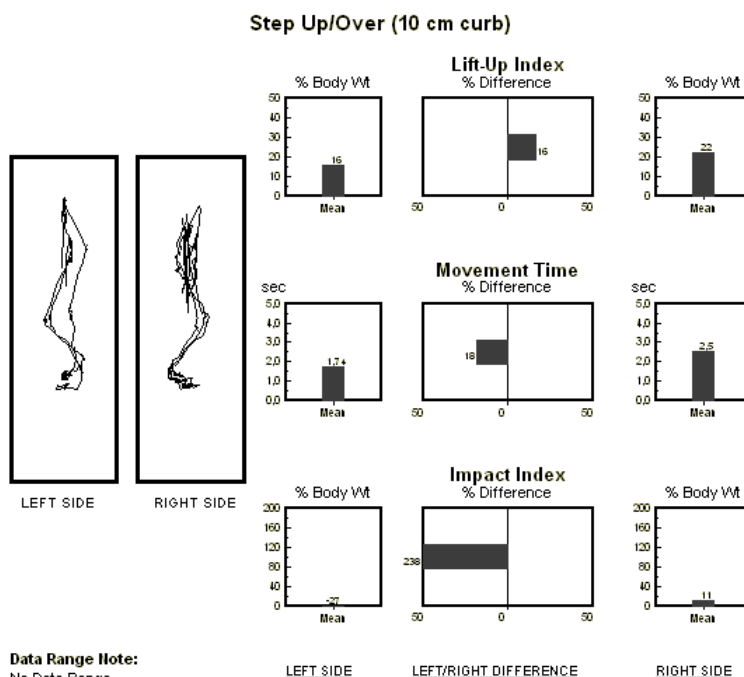 Step Up/Over (10 cm curb)
Lift-Up Index
% Body Wt % Difference % Body Wt
50 40 30 20 10 0
16
Mean
16
50 0 50
50 40 30 20 10 0
22
Mean
Movement Time
sec % Difference sec
5,0 4,0 3,0 2,0 1,0 0,0
1,74
Mean
18
50 0 50
5,0 4,0 3,0 2,0 1,0 0,0
2,5
Mean
Impact Index
% Body Wt % Difference % Body Wt
200 160 120 80 40 0
-27
Mean
238
50 0 50
200 160 120 80 40 0
11
Mean
LEFT SIDE RIGHT SIDE
Data Range Note:
No Data Range
LEFT SIDE LEFT/RIGHT DIFFERENCE RIGHT SIDE